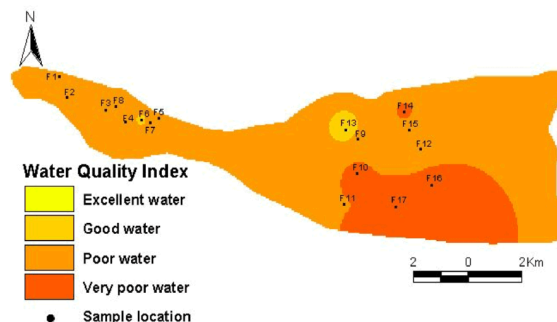 N
F1
F2
F3 F8
F4 F6 F5
F7
F14
F13 F15
F9
F12
F10
F16
F11 F17
Water Quality Index
Excellent water
Good water
Poor water
Very poor water
Sample location
2 0 2Km